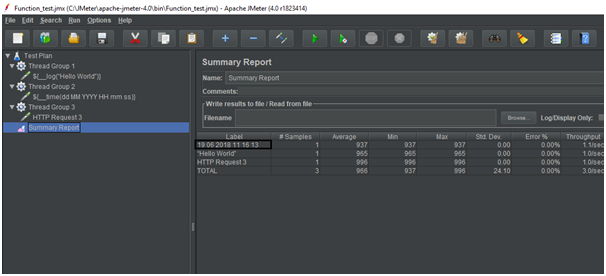 Function_test.jmx (C:\JMeter\apache-jmeter-4.0\bin\Function_test.jmx) - Apache JMeter (4.0 r1823414)
File Edit Search Run Options Help
Test Plan
Thread Group 1
${__log("Hello World")}
Thread Group 2
${__time(dd MM YYYY HH mm ss)}
Thread Group 3
HTTP Request 3
Summary Report
Summary Report
Name: Summary Report
Comments:
Write results to file / Read from file
Filename Browse... Log/Display Only:
Label # Samples Average Min Max Std. Dev. Error % Throughput
19 06 2018 11 15 13 1 937 937 937 0.00 0.00% 1.1/sec
"Hello World" 1 965 965 965 0.00 0.00% 1.0/sec
HTTP Request 3 1 996 996 996 0.00 0.00% 1.0/sec
TOTAL 3 966 937 996 24.10 0.00% 3.0/sec